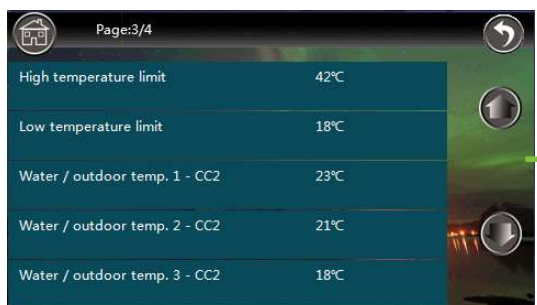 Page:3/4
High temperature limit 42℃
Low temperature limit 18℃
Water / outdoor temp. 1 - CC2 23℃
Water / outdoor temp. 2 - CC2 21℃
Water / outdoor temp. 3 - CC2 18℃